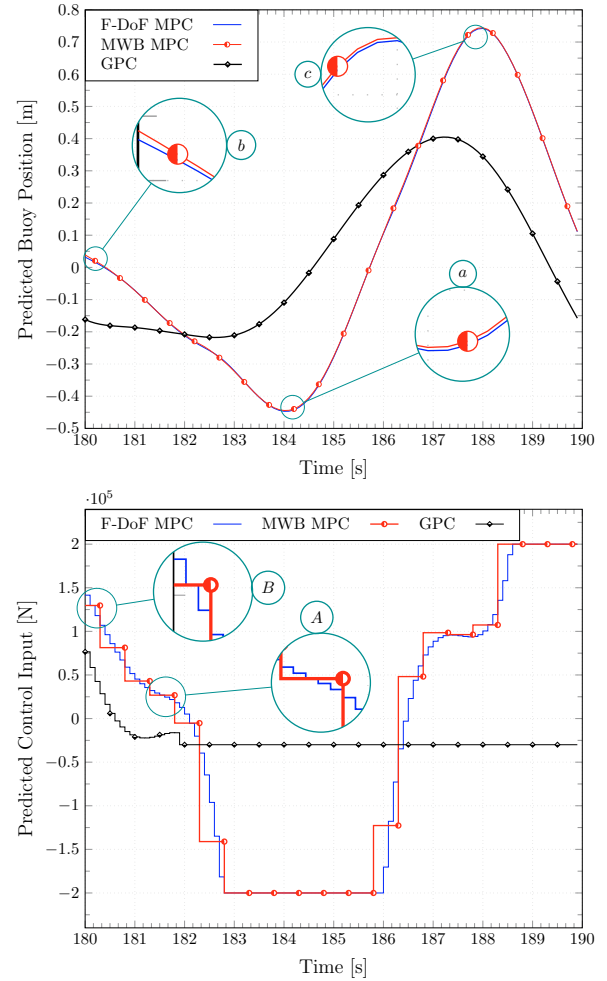 F-DoF MPC
MWB MPC
GPC
a
b
c
0.8
0.7
0.6
0.5
0.4
0.3
0.2
0.1
0
−0.1
−0.2
−0.3
−0.4
−0.5
Predicted Buoy Position [m]
180 181 182 183 184 185 186 187 188 189 190
Time [s]
·10^5
F-DoF MPC MWB MPC GPC
A
B
2
1.5
1
0.5
0
−0.5
−1
−1.5
−2
Predicted Control Input [N]
180 181 182 183 184 185 186 187 188 189 190
Time [s]